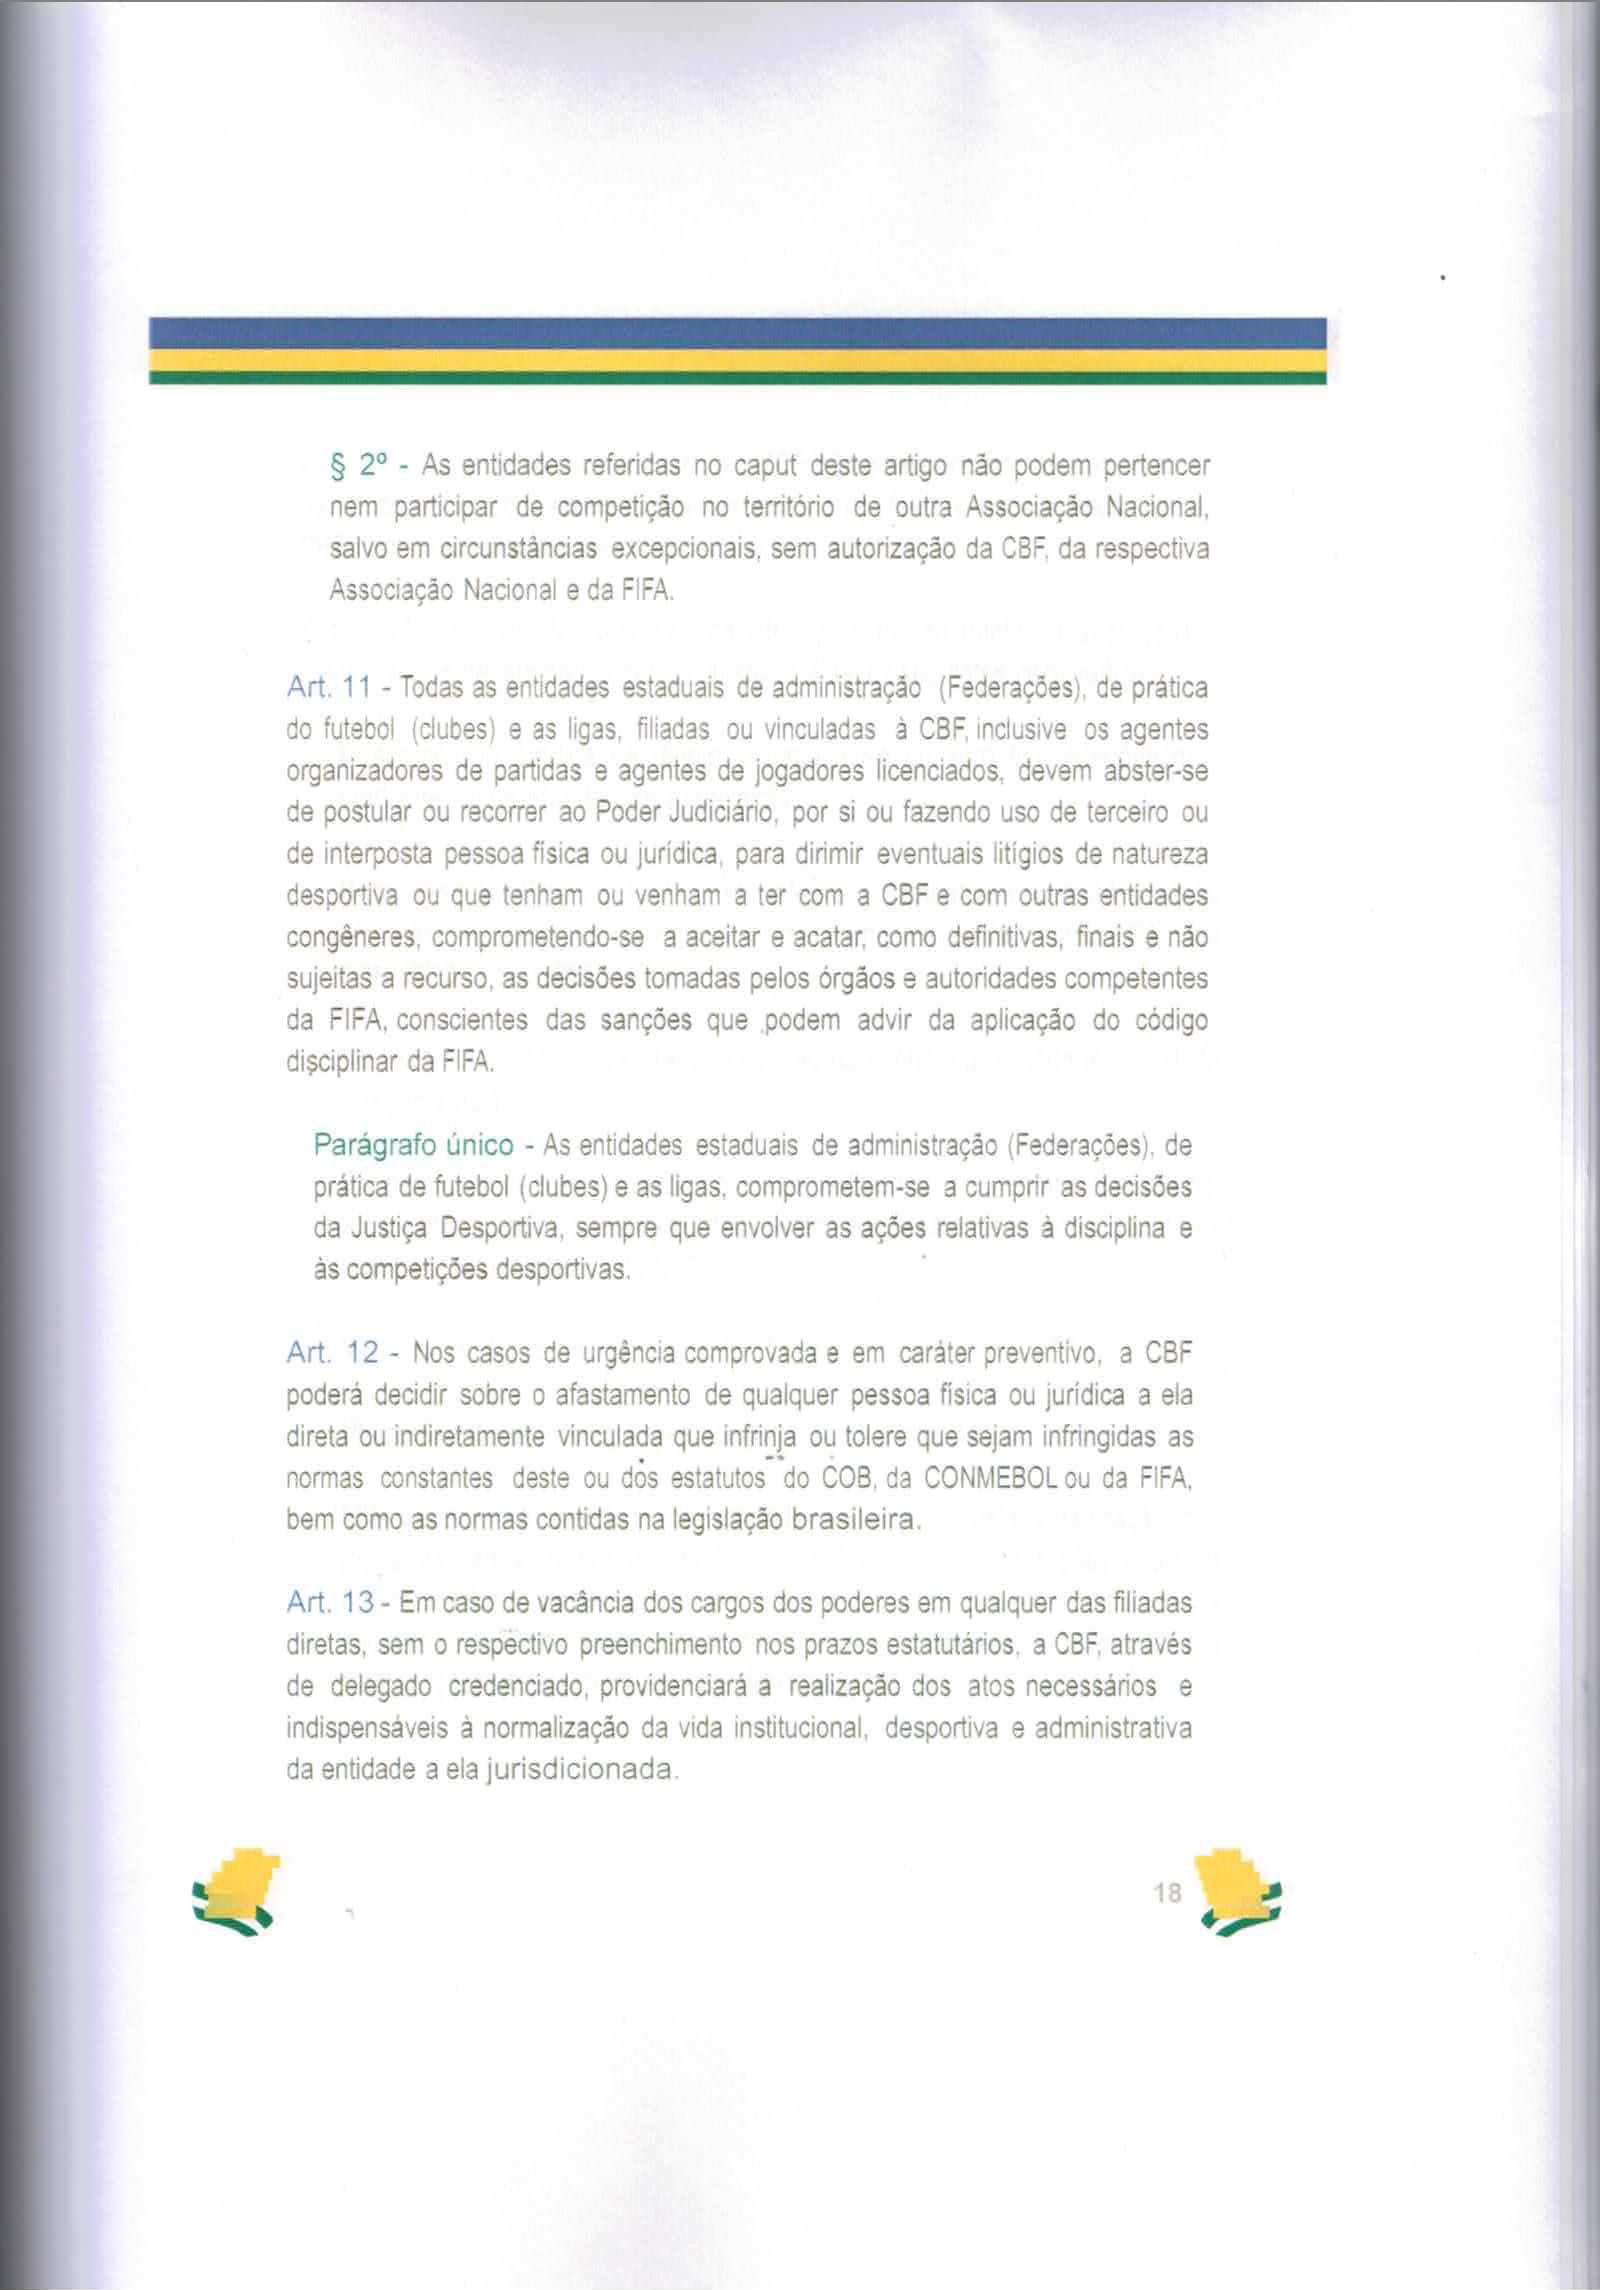 § 2º - As entidades referidas no caput deste artigo não podem pertencer
nem participar de competição no território de outra Associação Nacional,
salvo em circunstâncias excepcionais, sem autorização da CBF, da respectiva
Associação Nacional e da FIFA.
Art. 11 - Todas as entidades estaduais de administração (Federações), de prática
do futebol (clubes) e as ligas, filiadas ou vinculadas à CBF, inclusive os agentes
organizadores de partidas e agentes de jogadores licenciados, devem abster-se
de postular ou recorrer ao Poder Judiciário, por si ou fazendo uso de terceiro ou
de interposta pessoa física ou jurídica, para dirimir eventuais litígios de natureza
desportiva ou que tenham ou venham a ter com a CBF e com outras entidades
congêneres, comprometendo-se a aceitar e acatar, como definitivas, finais e não
sujeitas a recurso, as decisões tomadas pelos órgãos e autoridades competentes
da FIFA, conscientes das sanções que podem advir da aplicação do código
disciplinar da FIFA.
Parágrafo único - As entidades estaduais de administração (Federações), de
prática de futebol (clubes) e as ligas, comprometem-se a cumprir as decisões
da Justiça Desportiva, sempre que envolver as ações relativas à disciplina e
às competições desportivas.
Art. 12 - Nos casos de urgência comprovada e em caráter preventivo, a CBF
poderá decidir sobre o afastamento de qualquer pessoa física ou jurídica a ela
direta ou indiretamente vinculada que infrinja ou tolere que sejam infringidas as
normas constantes deste ou dos estatutos do COB, da CONMEBOL ou da FIFA,
bem como as normas contidas na legislação brasileira.
Art. 13 - Em caso de vacância dos cargos dos poderes em qualquer das filiadas
diretas, sem o respectivo preenchimento nos prazos estatutários, a CBF, através
de delegado credenciado, providenciará a realização dos atos necessários e
indispensáveis à normalização da vida institucional, desportiva e administrativa
da entidade a ela jurisdicionada.
18